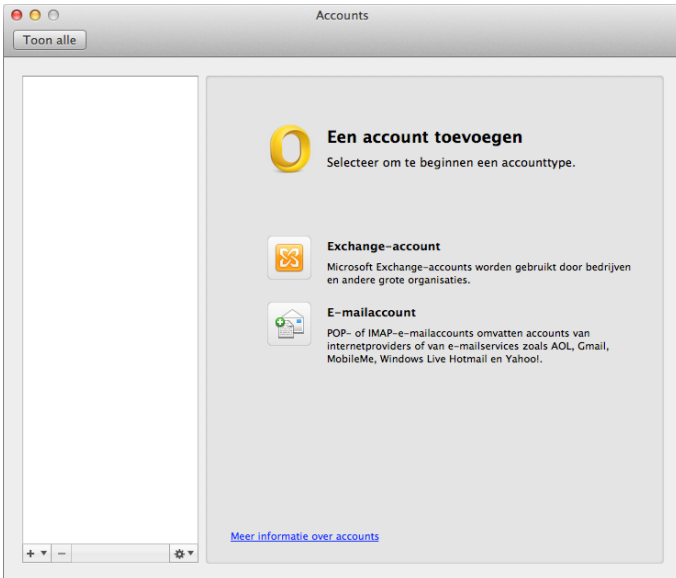 Accounts
Toon alle
Een account toevoegen
Selecteer om te beginnen een accounttype.
Exchange-account
Microsoft Exchange-accounts worden gebruikt door bedrijven
en andere grote organisaties.
E-mailaccount
POP- of IMAP-e-mailaccounts omvatten accounts van
internetproviders of van e-mailservices zoals AOL, Gmail,
MobileMe, Windows Live Hotmail en Yahoo!.
Meer informatie over accounts